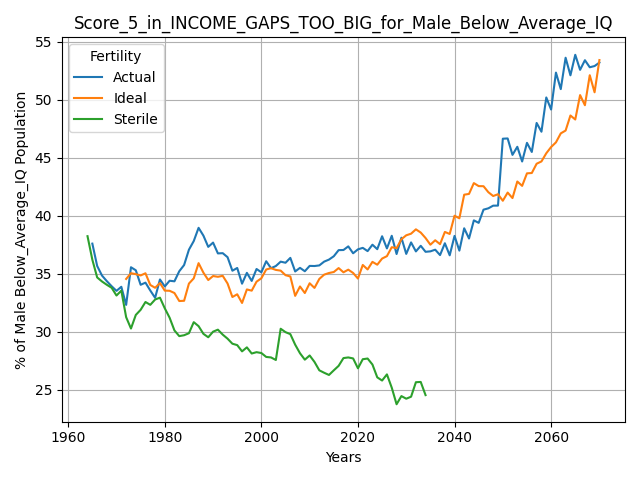 Score_5_in_INCOME_GAPS_TOO_BIG_for_Male_Below_Average_IQ
Fertility
Actual
Ideal
Sterile
% of Male Below_Average_IQ Population
55
50
45
40
35
30
25
1960 1980 2000 2020 2040 2060
Years